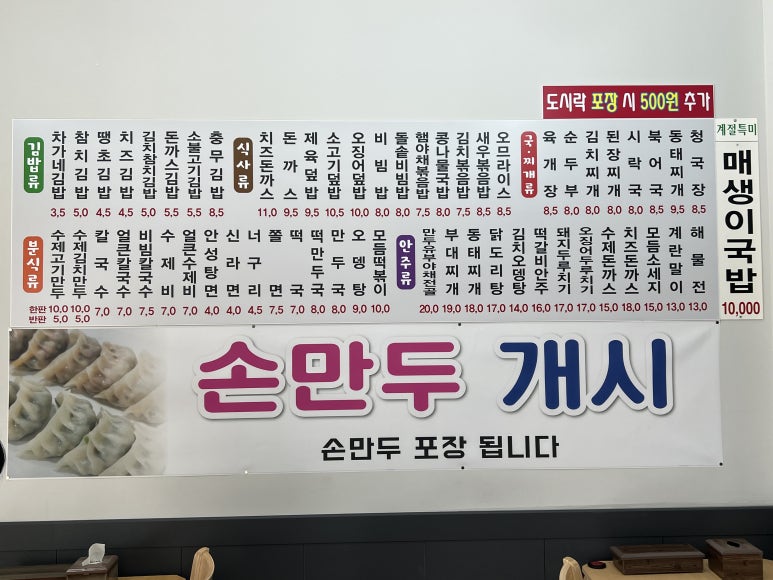 도시락 포장 시 500원 추가
김밥류
차가네김밥 3,5
참치김밥 5,0
땡초김밥 4,5
치즈김밥 4,5
김치참치김밥 5,0
돈까스김밥 5,5
소불고기김밥 5,5
충무김밥 8,5
식사류
치즈돈까스 11,0
돈까스 9,5
제육덮밥 9,5
소고기덮밥 10,5
오징어덮밥 10,0
비빔밥 8,0
돌솥비빔밥 8,0
햄야채볶음밥 7,5
콩나물국밥 8,0
김치볶음밥 7,5
새우볶음밥 8,5
오므라이스 8,5
국·찌개류
육개장 8,5
순두부 8,0
김치찌개 8,0
된장찌개 8,0
시락국 8,0
북어국 8,5
동태찌개 9,5
청국장 8,5
분식류
한판
반판
수제고기만두 10,0 5,0
수제김치만두 10,0 5,0
칼국수 7,0
얼큰칼국수 7,0
비빔칼국수 7,5
수제비 7,0
얼큰수제비 7,0
안성탕면 4,0
신라면 4,0
너구리 4,5
쫄면 7,5
떡국 7,0
떡만두국 8,0
만두국 8,0
오뎅탕 9,0
모듬떡볶이 10,0
안주류
만두유부야채전골 20,0
부대찌개 19,0
동태찌개 18,0
닭도리탕 17,0
김치오뎅탕 14,0
떡갈비안주 16,0
돼지두루치기 17,0
오징어두루치기 17,0
수제돈까스 15,0
치즈돈까스 18,0
모듬소세지 15,0
계란말이 13,0
해물전 13,0
계절특미
매생이국밥
10,000
손만두 개시
손만두 포장 됩니다